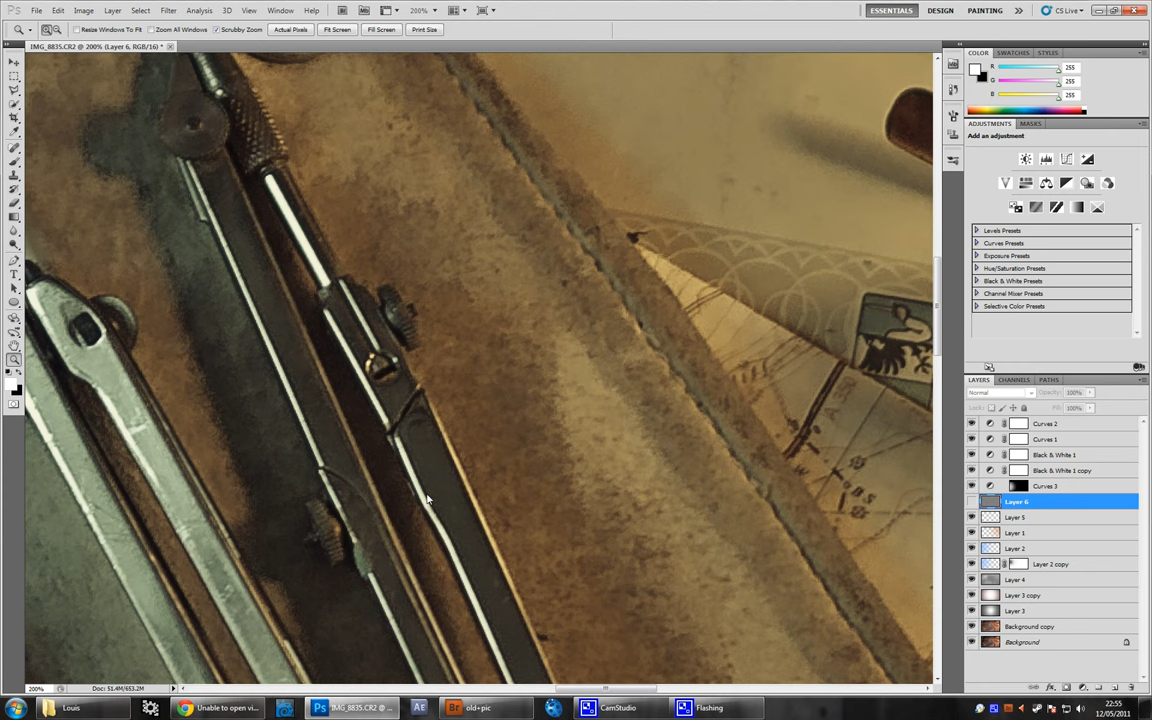 Ps File Edit Image Layer Select Filter Analysis 3D View Window Help Br Mb 200% ESSENTIALS DESIGN PAINTING CS Live
Resize Windows To Fit Zoom All Windows Scrubby Zoom Actual Pixels Fit Screen Fill Screen Print Size
IMG_8835.CR2 @ 200% (Layer 6, RGB/16) *
COLOR SWATCHES STYLES
R 255
G 255
B 255
ADJUSTMENTS MASKS
Add an adjustment
Levels Presets
Curves Presets
Exposure Presets
Hue/Saturation Presets
Black & White Presets
Channel Mixer Presets
Selective Color Presets
LAYERS CHANNELS PATHS
Normal Opacity: 100%
Lock: Fill: 100%
Curves 2
Curves 1
Black & White 1
Black & White 1 copy
Curves 3
Layer 6
Layer 5
Layer 1
Layer 2
Layer 2 copy
Layer 4
Layer 3 copy
Layer 3
Background copy
Background
200% Doc: 51.4M/653.2M
Louis Unable to open vi... Ps IMG_8835.CR2 @ ... AE Br old+pic CamStudio Flashing 22:55
12/05/2011